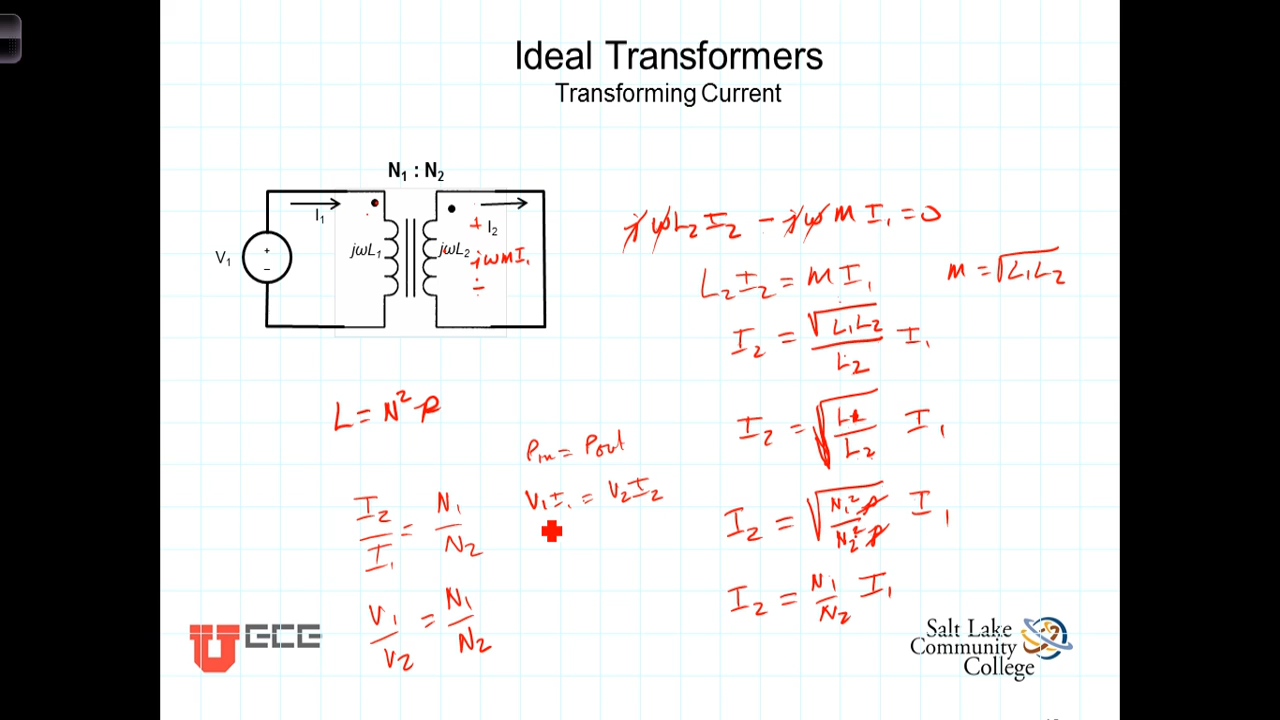 Ideal Transformers
Transforming Current
N₁ : N₂
I₁
+ I₂
V₁
+
−
jωL₁
jωL₂
jωMI₁
−
jωL₂I₂ − jωMI₁ = 0
L₂I₂ = MI₁
M = √L₁L₂
I₂ = √L₁L₂ / L₂ I₁
L = N²P
I₂ = √L₁/L₂ I₁
Pin = Pout
V₁I₁ = V₂I₂
I₂/I₁ = N₁/N₂
I₂ = √N₁²P/N₂²P I₁
I₂ = N₁/N₂ I₁
V₁/V₂ = N₁/N₂
U ECE
Salt Lake
Community
College